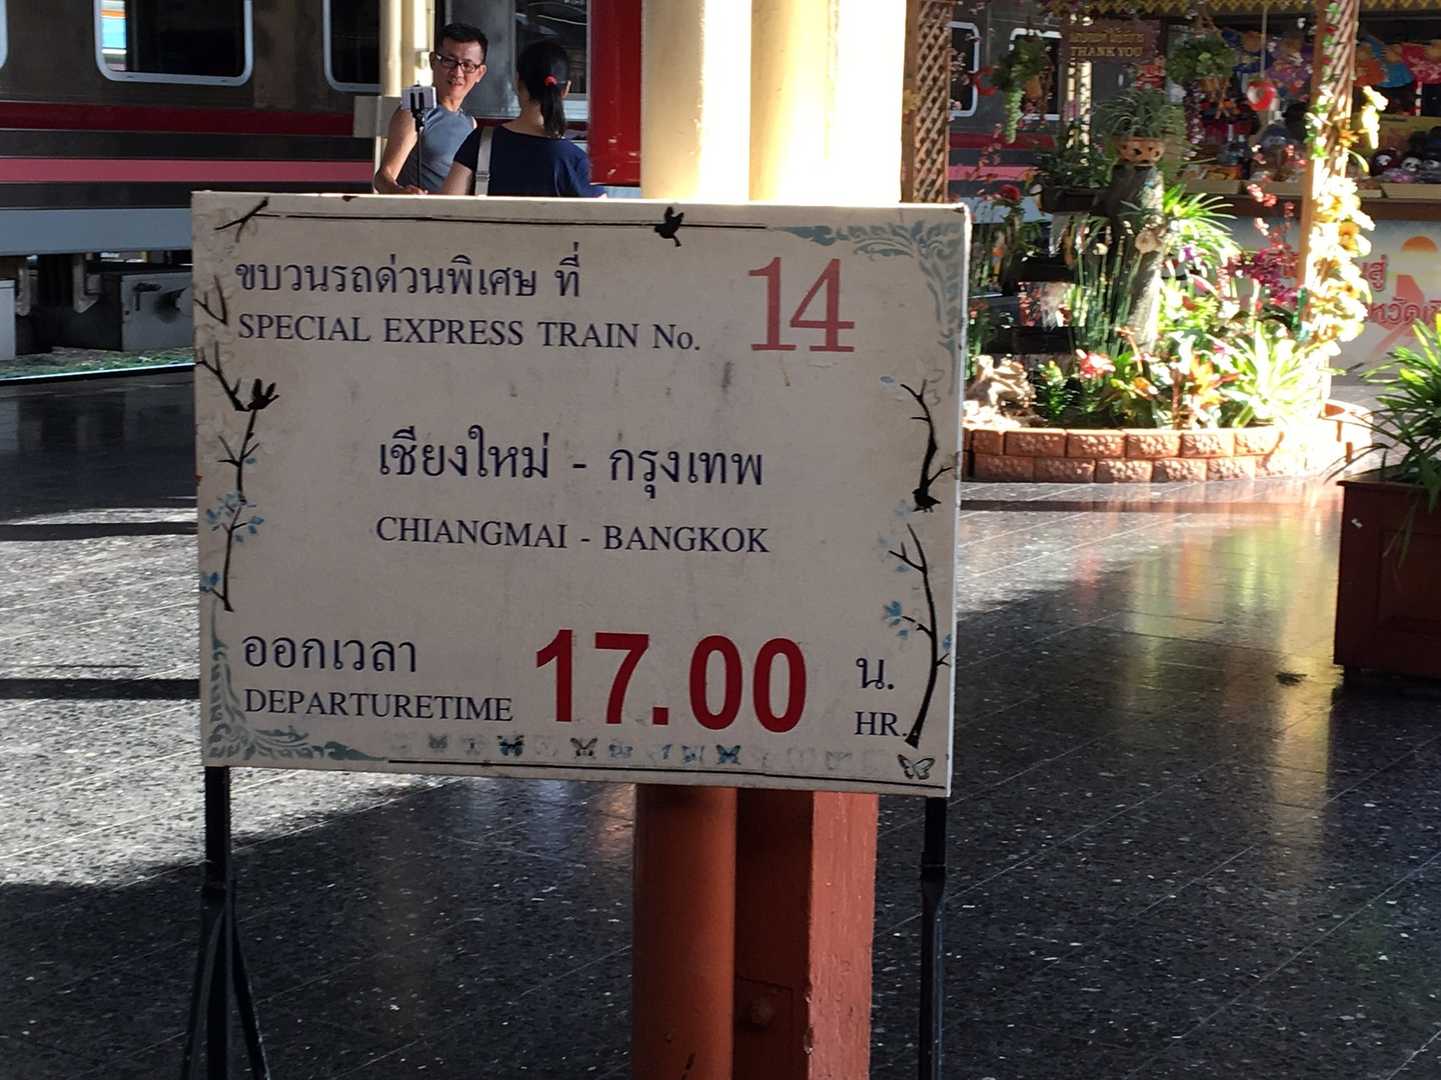 ขบวนรถด่วนพิเศษ ที่ 14
SPECIAL EXPRESS TRAIN No.
เชียงใหม่ - กรุงเทพ
CHIANGMAI - BANGKOK
ออกเวลา 17.00 น.
DEPARTURETIME HR.
THANK YOU